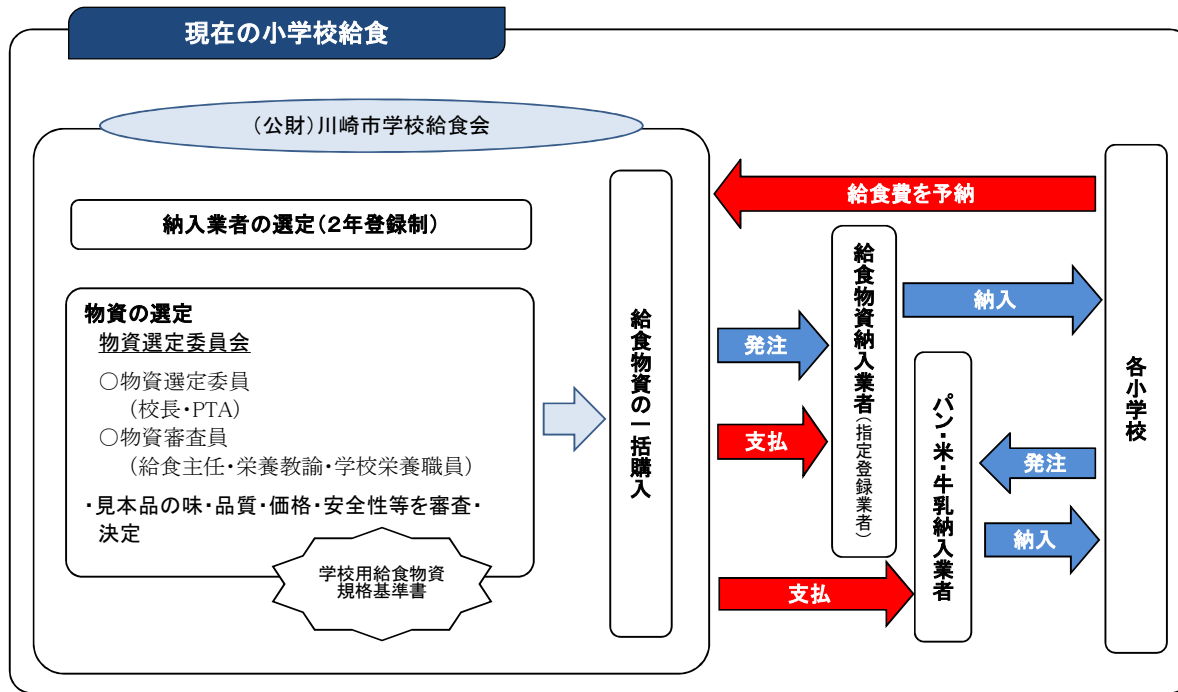 現在の小学校給食
（公財）川崎市学校給食会
納入業者の選定（2年登録制）
物資の選定
物資選定委員会
○物資選定委員
（校長・PTA）
○物資審査員
（給食主任・栄養教諭・学校栄養職員）
・見本品の味・品質・価格・安全性等を審査・
決定
学校用給食物資
規格基準書
給食物資の一括購入
給食費を予納
発注
支払
給食物資納入業者（指定登録業者）
納入
パン・米・牛乳納入業者
発注
納入
支払
各小学校